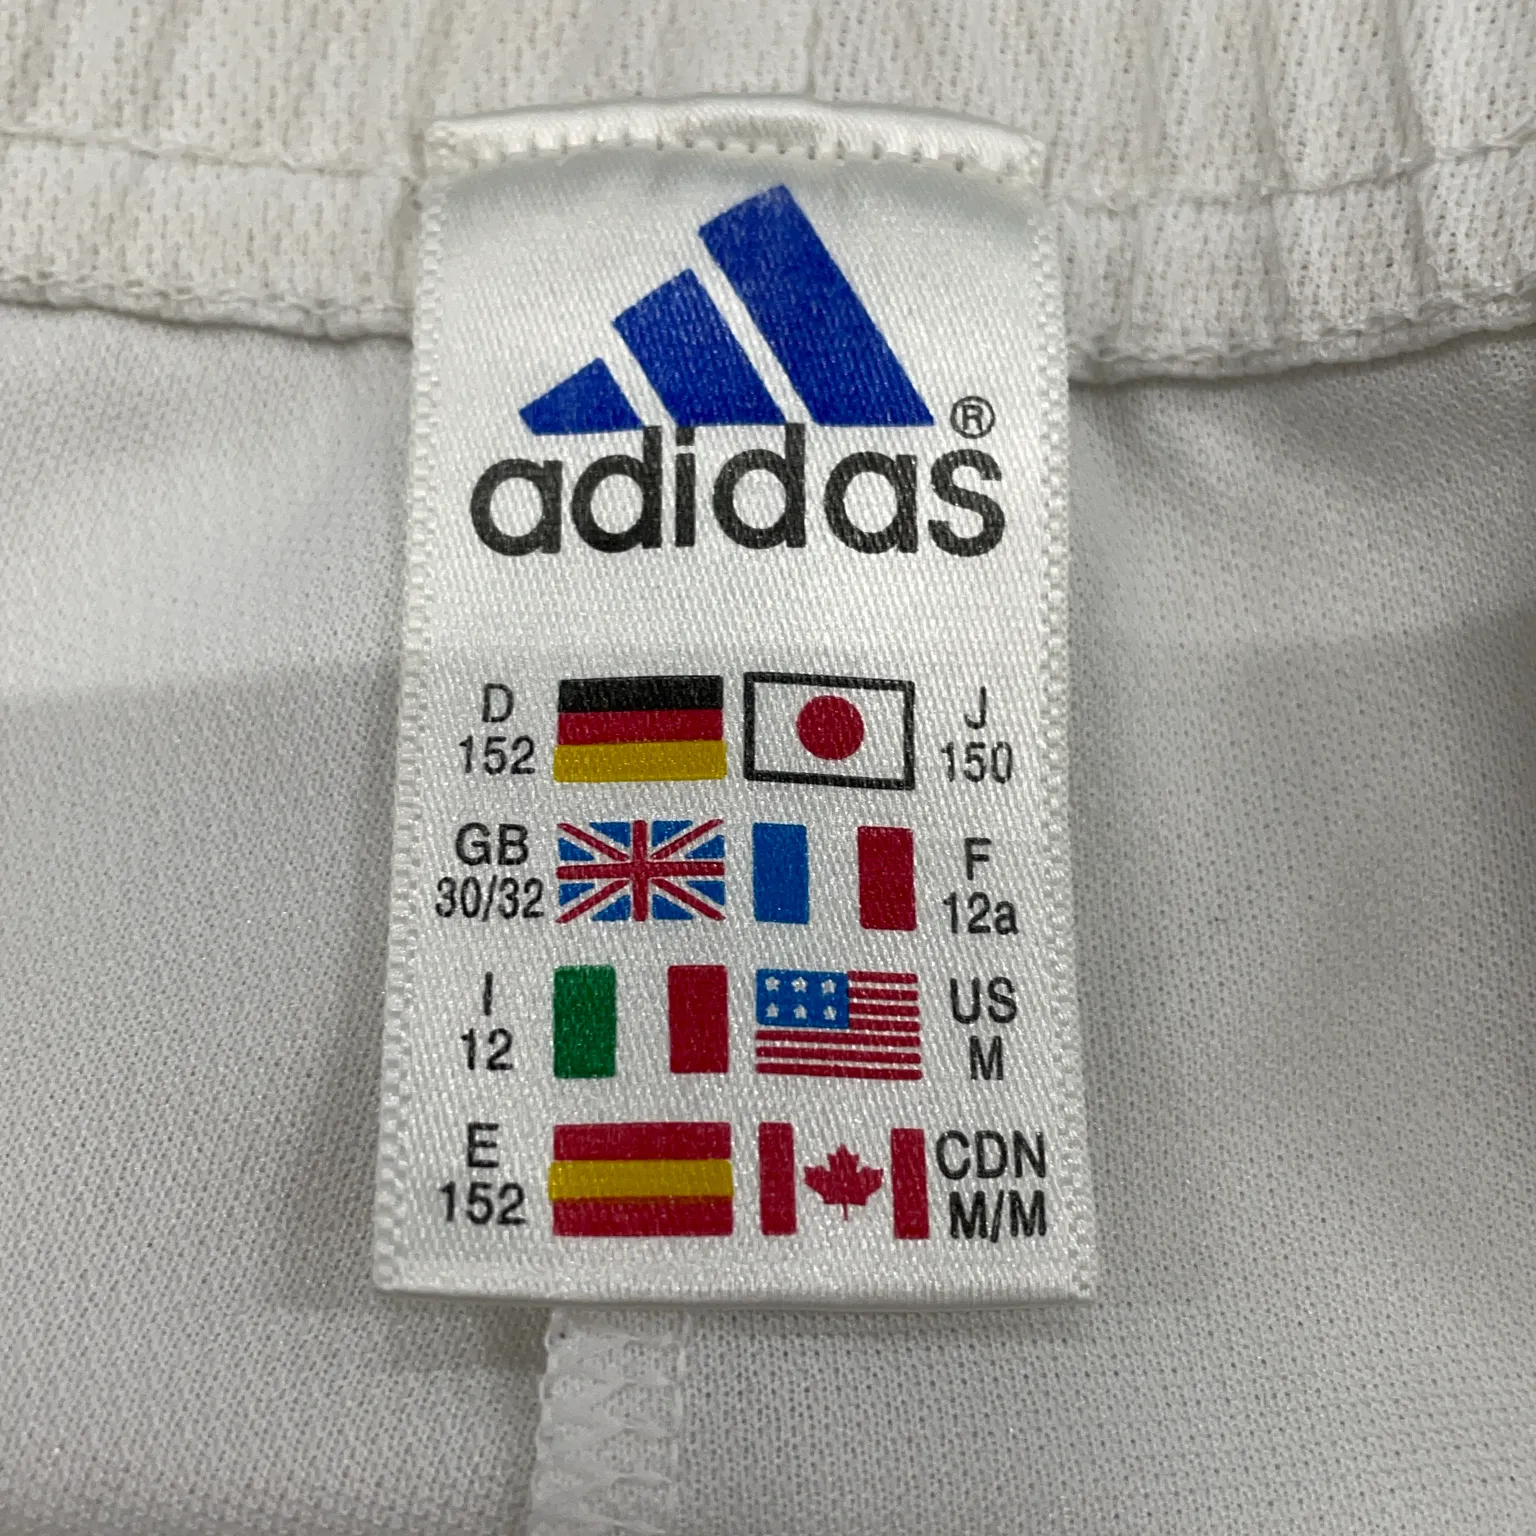 ®
adidas
D
152
J
150
GB
30/32
F
12a
I
12
US
M
E
152
CDN
M/M